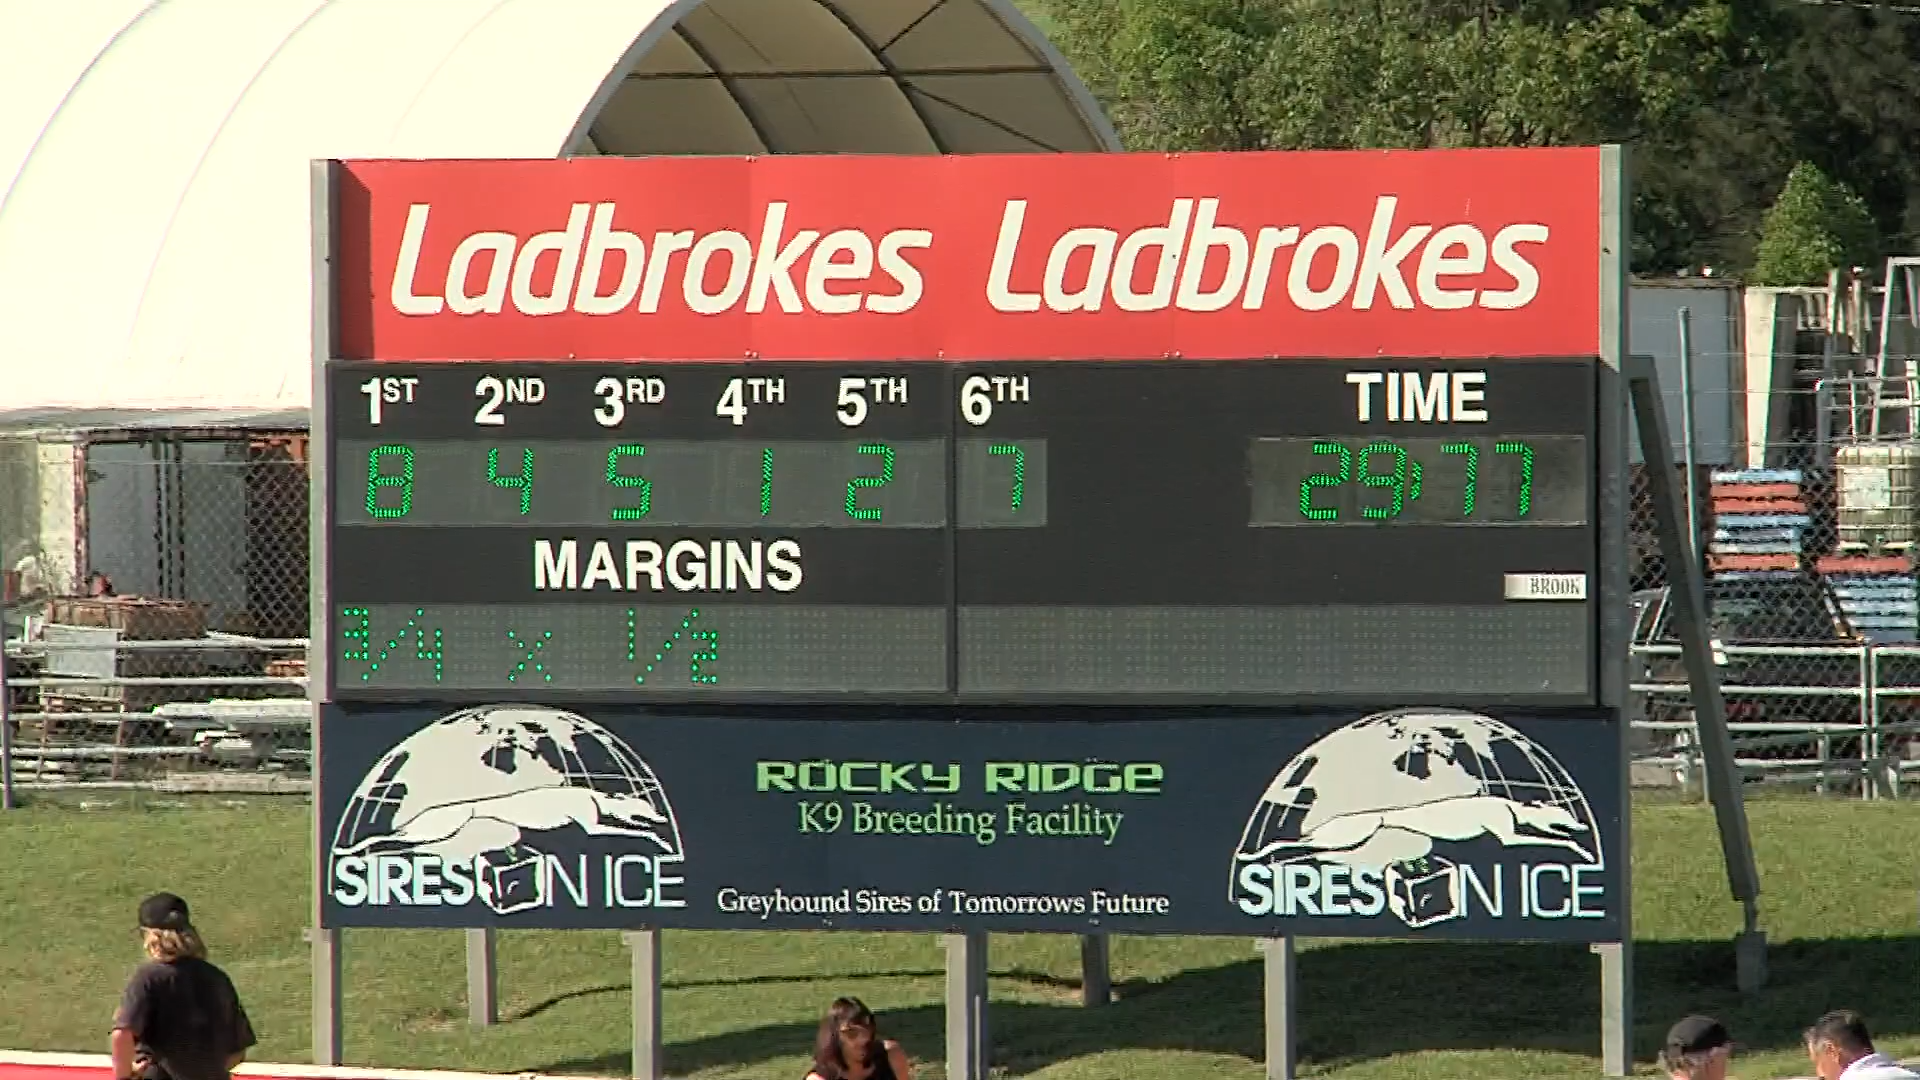 Ladbrokes Ladbrokes
1ST 2ND 3RD 4TH 5TH 6TH TIME
8 4 5 1 2 7 29:77
MARGINS
BROOK
3/4 x 1/2
ROCKY RIDGE
K9 Breeding Facility
SIRES ON ICE SIRES ON ICE
Greyhound Sires of Tomorrows Future